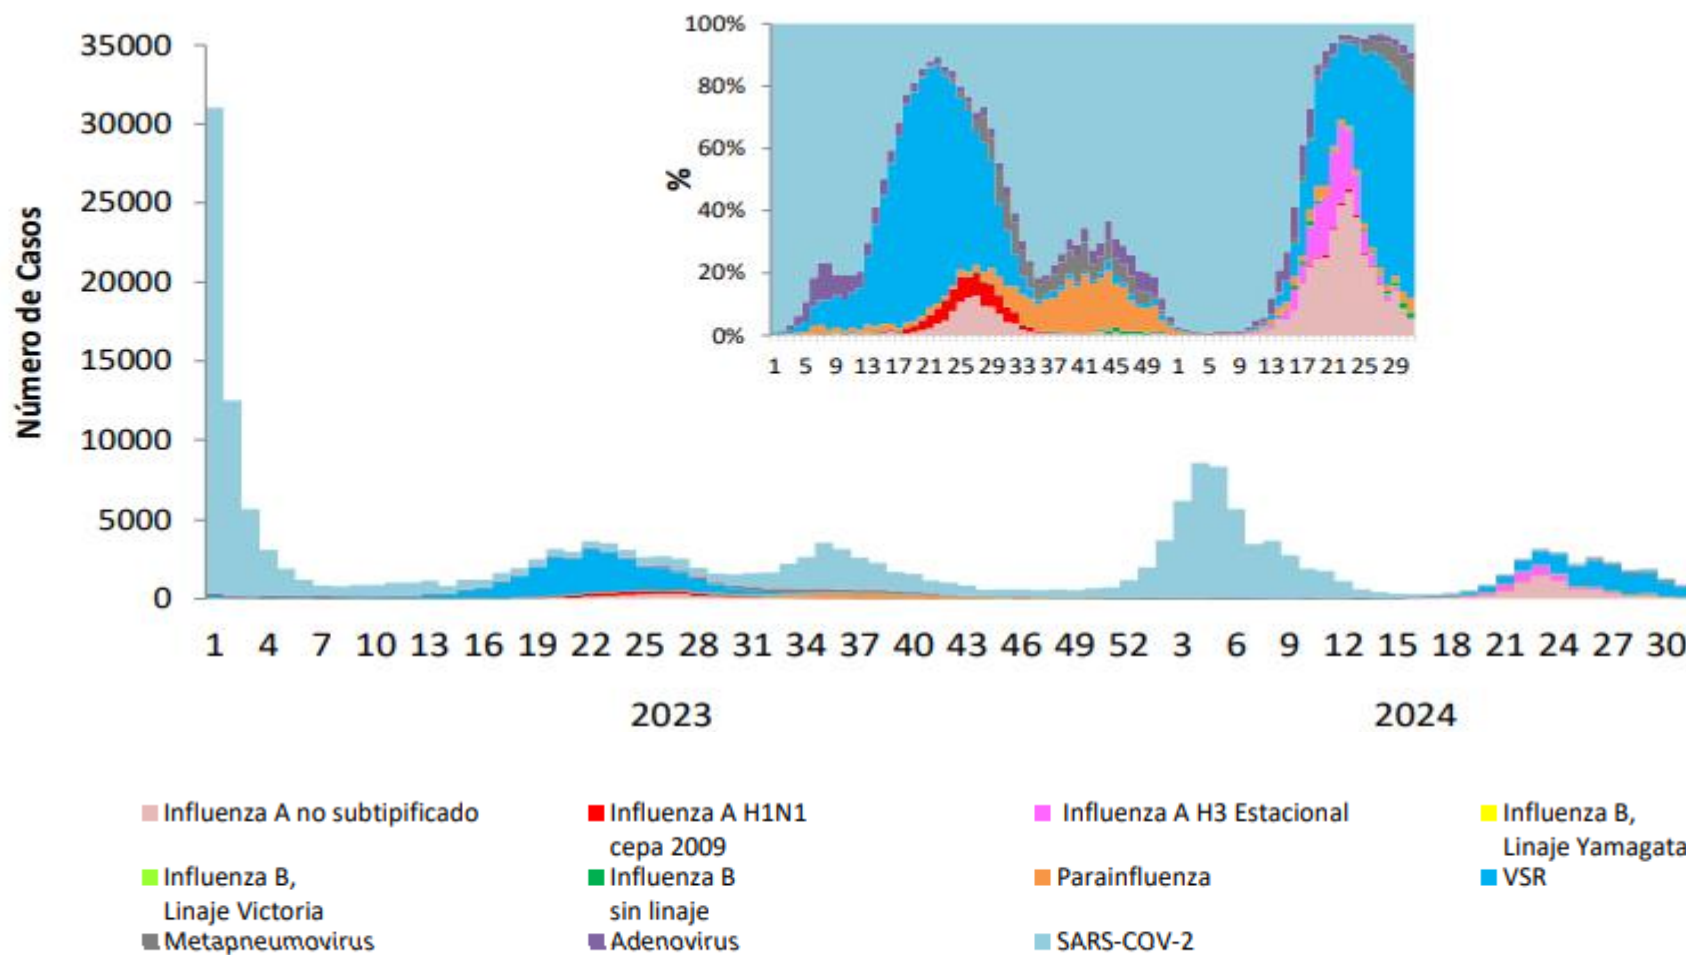 100%
80%
60%
40%
20%
0%
%
1 5 9 13 17 21 25 29 33 37 41 45 49 1 5 9 13 17 21 25 29
35000
30000
25000
20000
15000
10000
5000
0
Número de Casos
1 4 7 10 13 16 19 22 25 28 31 34 37 40 43 46 49 52 3 6 9 12 15 18 21 24 27 30
2023 2024
Influenza A no subtipificado
Influenza A H1N1
cepa 2009
Influenza A H3 Estacional
Influenza B,
Linaje Yamagata
Influenza B,
Linaje Victoria
Influenza B
sin linaje
Parainfluenza
VSR
Metapneumovirus
Adenovirus
SARS-COV-2